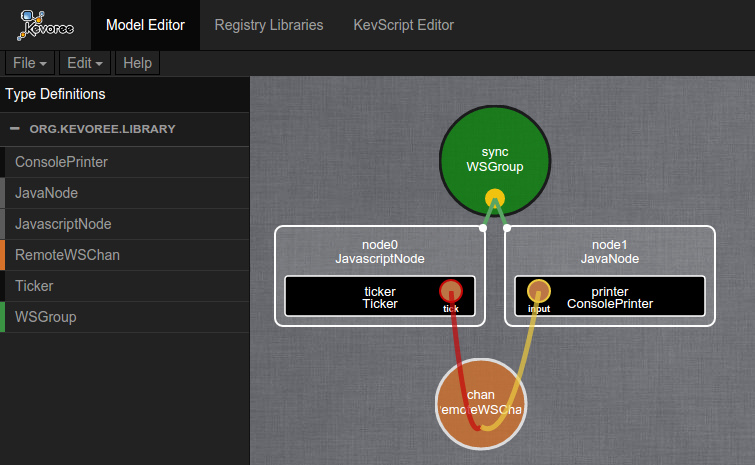 Kevoree
Model Editor
Registry Libraries
KevScript Editor
File
Edit
Help
Type Definitions
ORG.KEVOREE.LIBRARY
ConsolePrinter
JavaNode
JavascriptNode
RemoteWSChan
Ticker
WSGroup
sync
WSGroup
node0
JavascriptNode
ticker
Ticker
tick
node1
JavaNode
input
printer
ConsolePrinter
chan
emoteWSCha